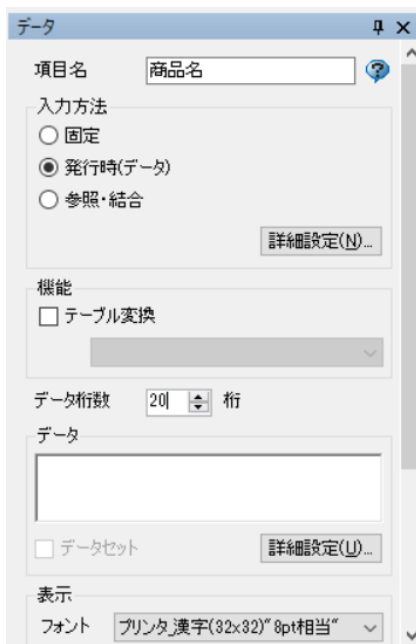 データ
項目名 商品名
入力方法
固定
発行時(データ)
参照・結合
詳細設定(N)...
機能
テーブル変換
データ桁数 20 桁
データ
データセット 詳細設定(U)...
表示
フォント プリンタ_漢字(32x32)"8pt相当"